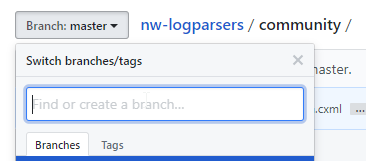 Branch: master nw-logparsers / community /
Switch branches/tags
master.
Find or create a branch...
.cxml ...
Branches Tags